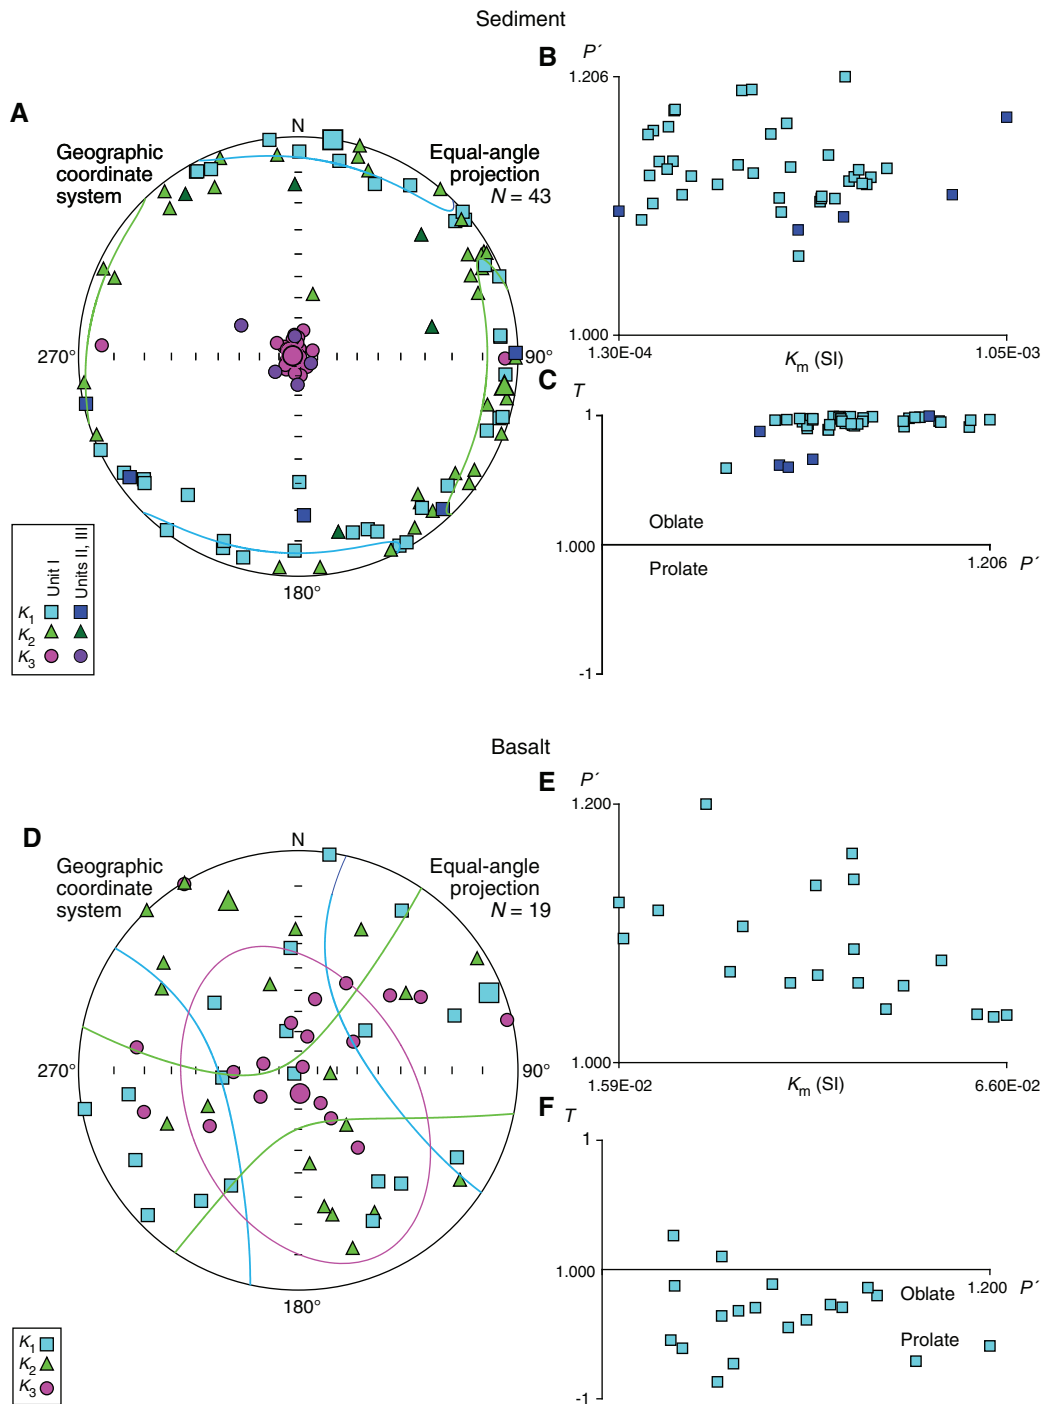 Sediment
A
Geographic
coordinate
system
N
Equal-angle
projection
N = 43
270°
90°
180°
Unit I
Units II, III
K1
K2
K3
B
P´
1.206
1.000
1.30E-04
Km (SI)
1.05E-03
C
T
1
Oblate
1.000
1.206
P´
Prolate
-1
Basalt
D
Geographic
coordinate
system
N
Equal-angle
projection
N = 19
270°
90°
180°
K1
K2
K3
E
P´
1.200
1.000
1.59E-02
Km (SI)
6.60E-02
F
T
1
1.000
Oblate
1.200
P´
Prolate
-1